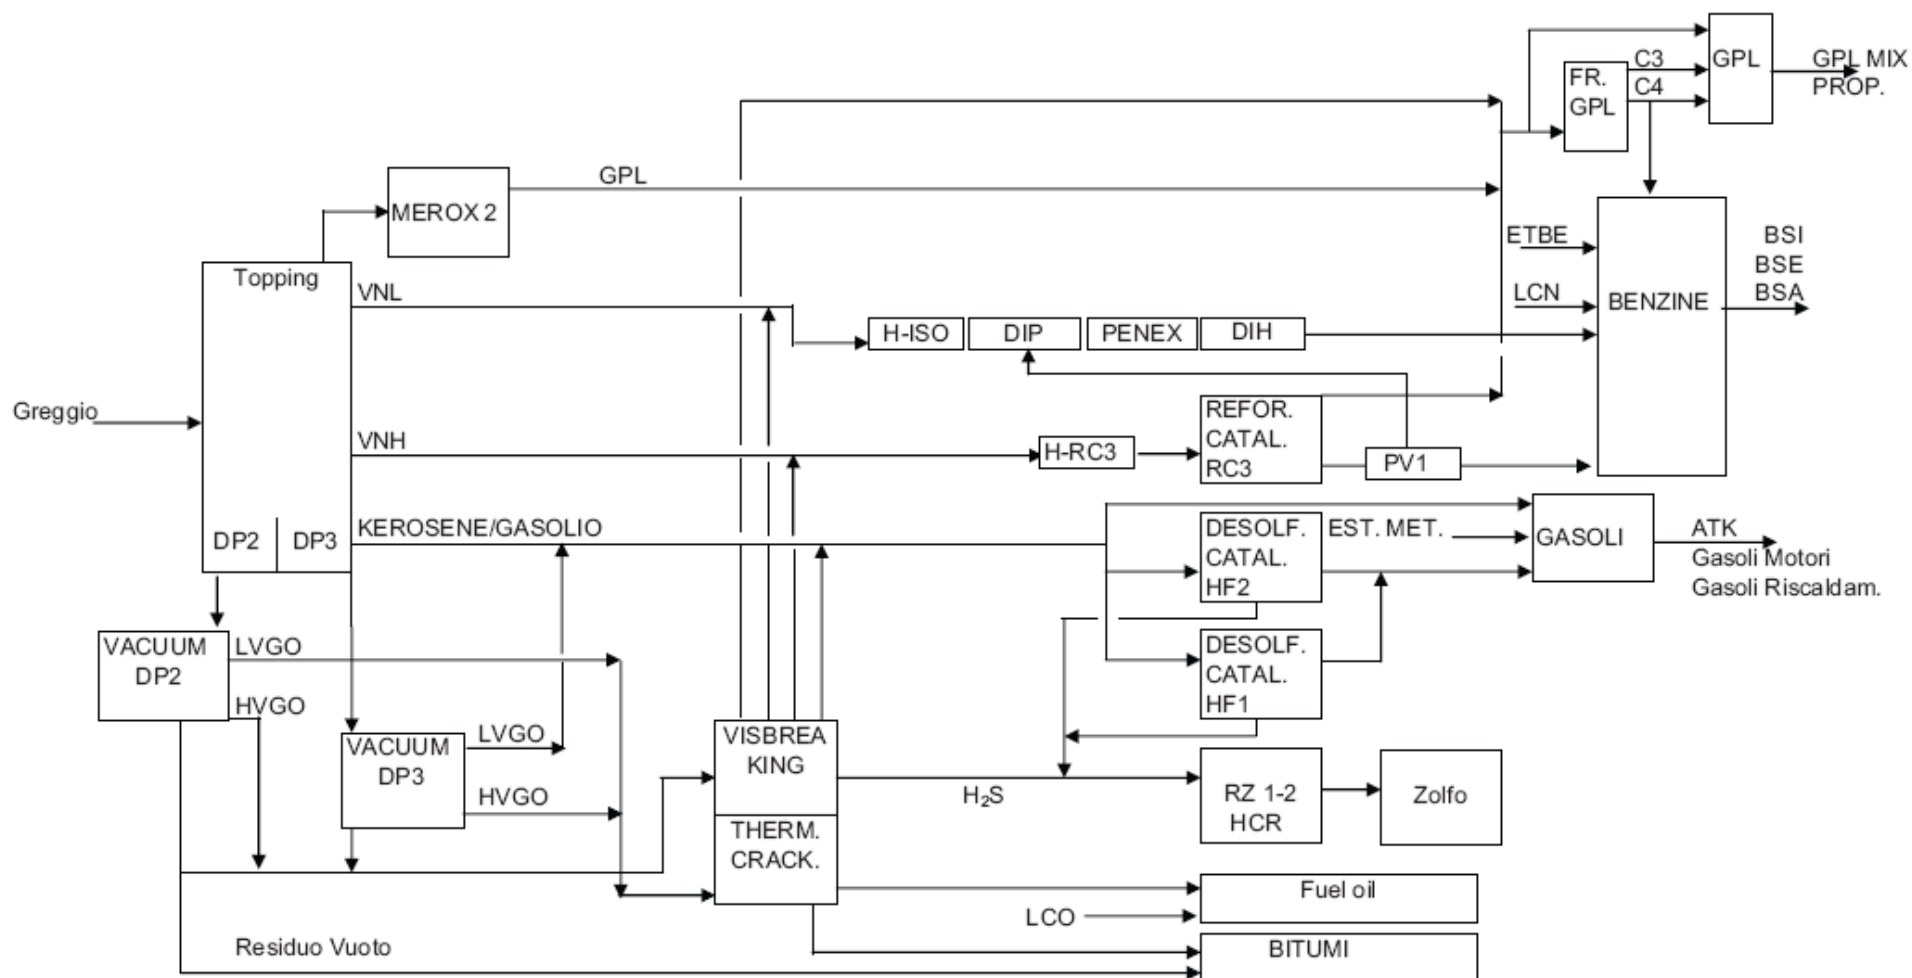 GPL
C3
GPL MIX
FR.
GPL
C4
PROP.
GPL
MEROX 2
ETBE
BSI
BSE
BSA
Topping
VNL
LCN
BENZINE
H-ISO
DIP
PENEX
DIH
Greggio
REFOR.
CATAL.
RC3
VNH
H-RC3
PV1
KEROSENE/GASOLIO
DP2
DP3
DESOLF.
CATAL.
HF2
EST. MET.
GASOLI
ATK
Gasoli Motori
Gasoli Riscaldam.
VACUUM
DP2
LVGO
HVGO
DESOLF.
CATAL.
HF1
VACUUM
DP3
LVGO
HVGO
VISBREA
KING
H₂S
RZ 1-2
HCR
Zolfo
THERM.
CRACK.
Fuel oil
LCO
Residuo Vuoto
BITUMI